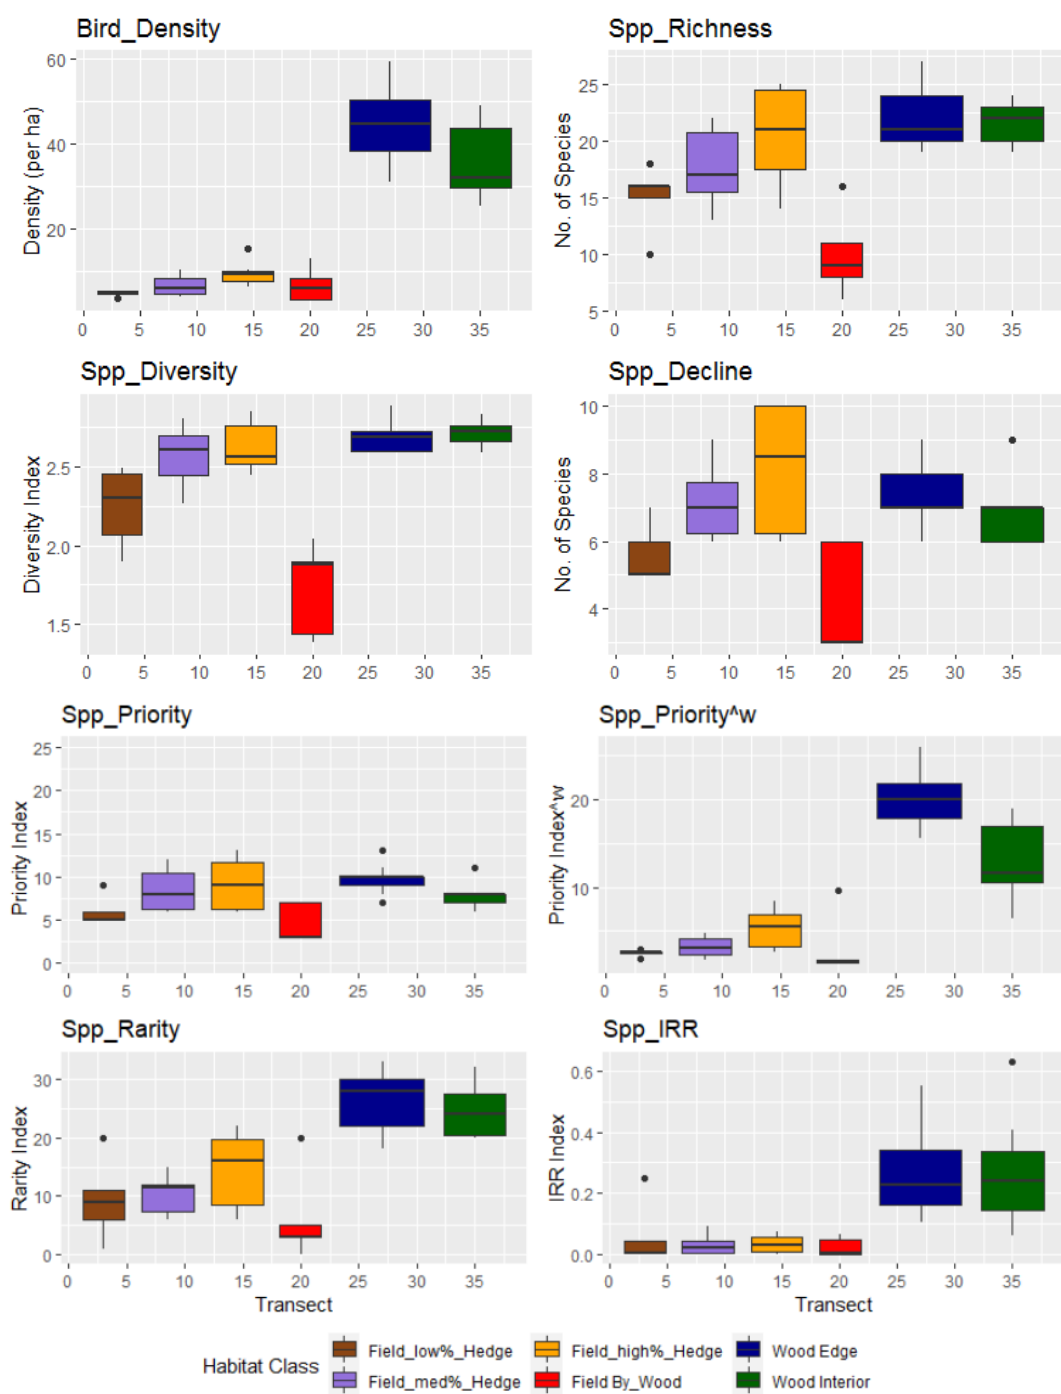 Bird_Density
Density (per ha)
60
40
20
0 5 10 15 20 25 30 35
Spp_Richness
No. of Species
25
20
15
10
5
0 5 10 15 20 25 30 35
Spp_Diversity
Diversity Index
2.5
2.0
1.5
0 5 10 15 20 25 30 35
Spp_Decline
No. of Species
10
8
6
4
0 5 10 15 20 25 30 35
Spp_Priority
Priority Index
25
20
15
10
5
0
0 5 10 15 20 25 30 35
Spp_Priority^w
Priority Index^w
20
10
0 5 10 15 20 25 30 35
Spp_Rarity
Rarity Index
30
20
10
0
0 5 10 15 20 25 30 35
Transect
Spp_IRR
IRR Index
0.6
0.4
0.2
0.0
0 5 10 15 20 25 30 35
Transect
Habitat Class
Field_low%_Hedge
Field_high%_Hedge
Wood Edge
Field_med%_Hedge
Field By_Wood
Wood Interior